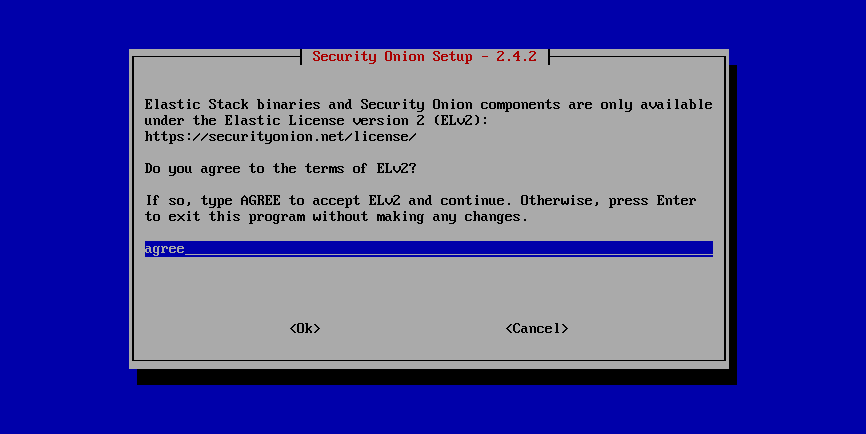 Security Onion Setup - 2.4.2
Elastic Stack binaries and Security Onion components are only available
under the Elastic License version 2 (ELv2):
https://securityonion.net/license/
Do you agree to the terms of ELv2?
If so, type AGREE to accept ELv2 and continue. Otherwise, press Enter
to exit this program without making any changes.
agree
<Ok> <Cancel>